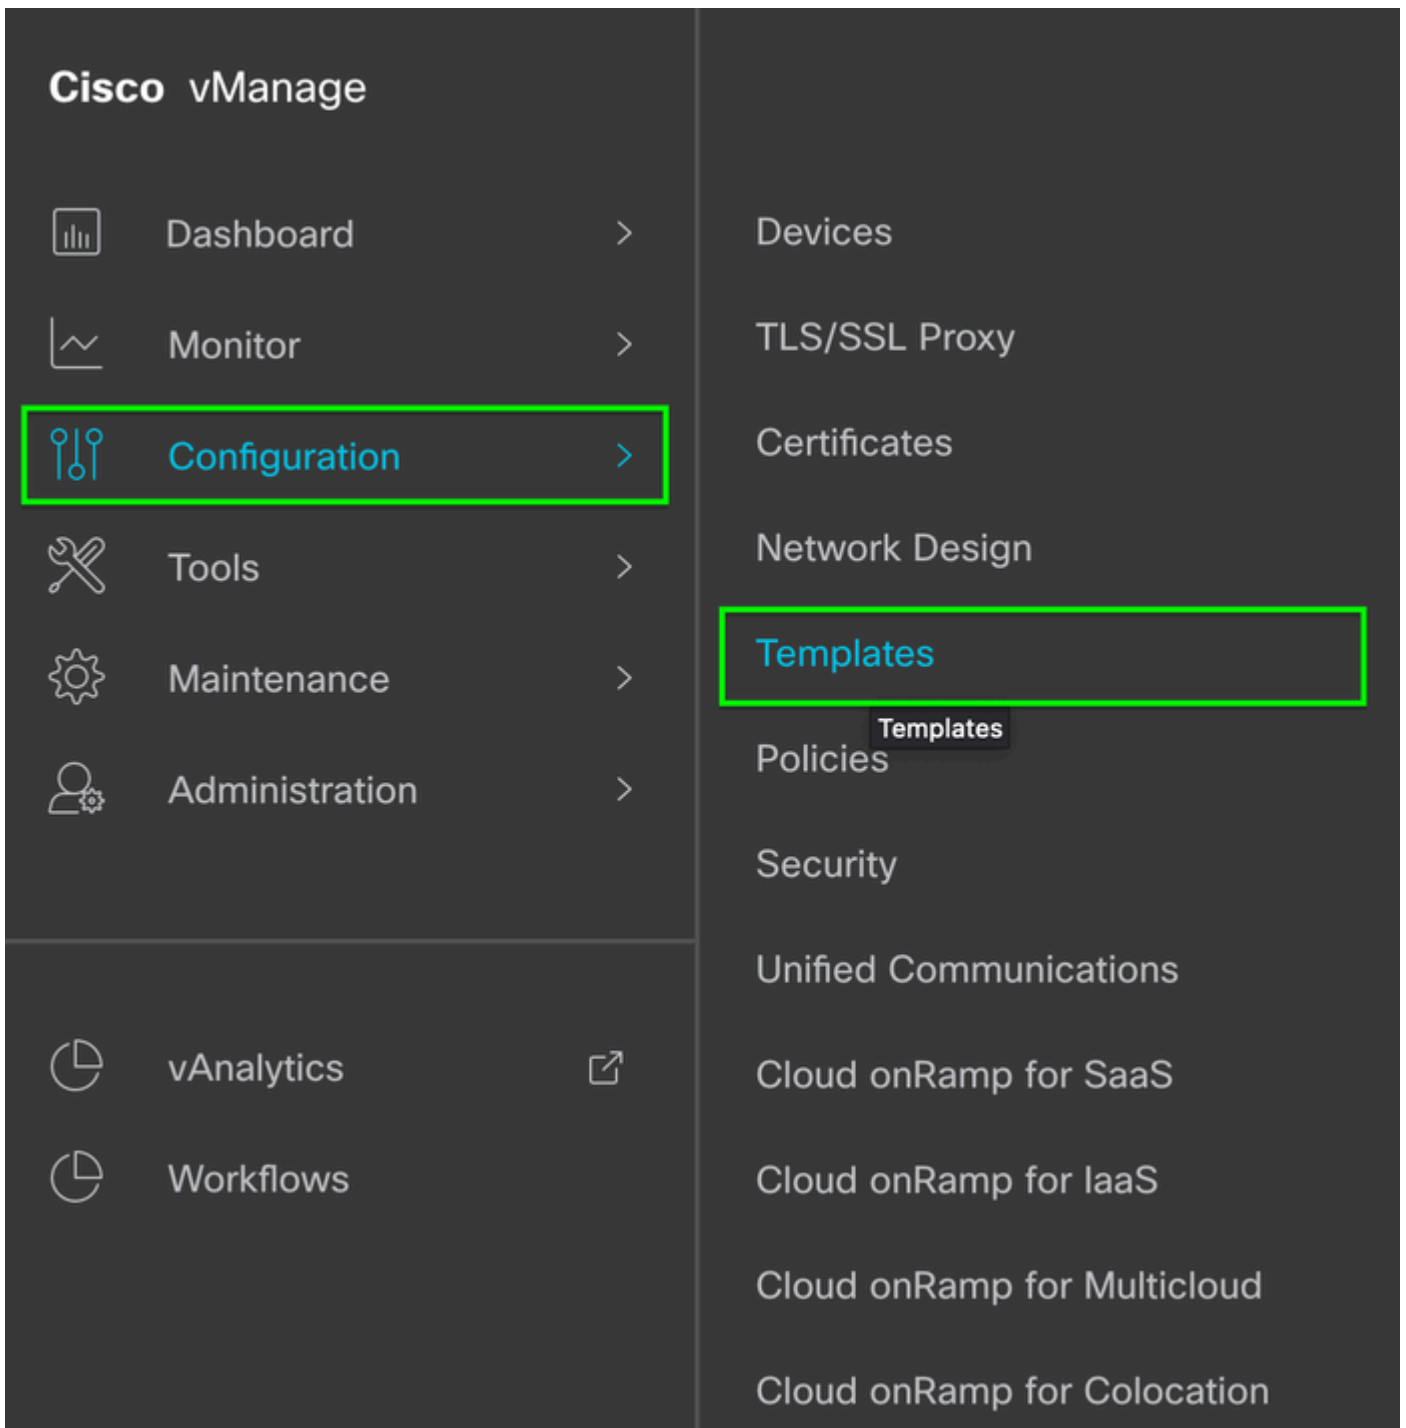 Cisco vManage
Dashboard
Monitor
Configuration
Tools
Maintenance
Administration
vAnalytics
Workflows
Devices
TLS/SSL Proxy
Certificates
Network Design
Templates
Templates
Policies
Security
Unified Communications
Cloud onRamp for SaaS
Cloud onRamp for IaaS
Cloud onRamp for Multicloud
Cloud onRamp for Colocation